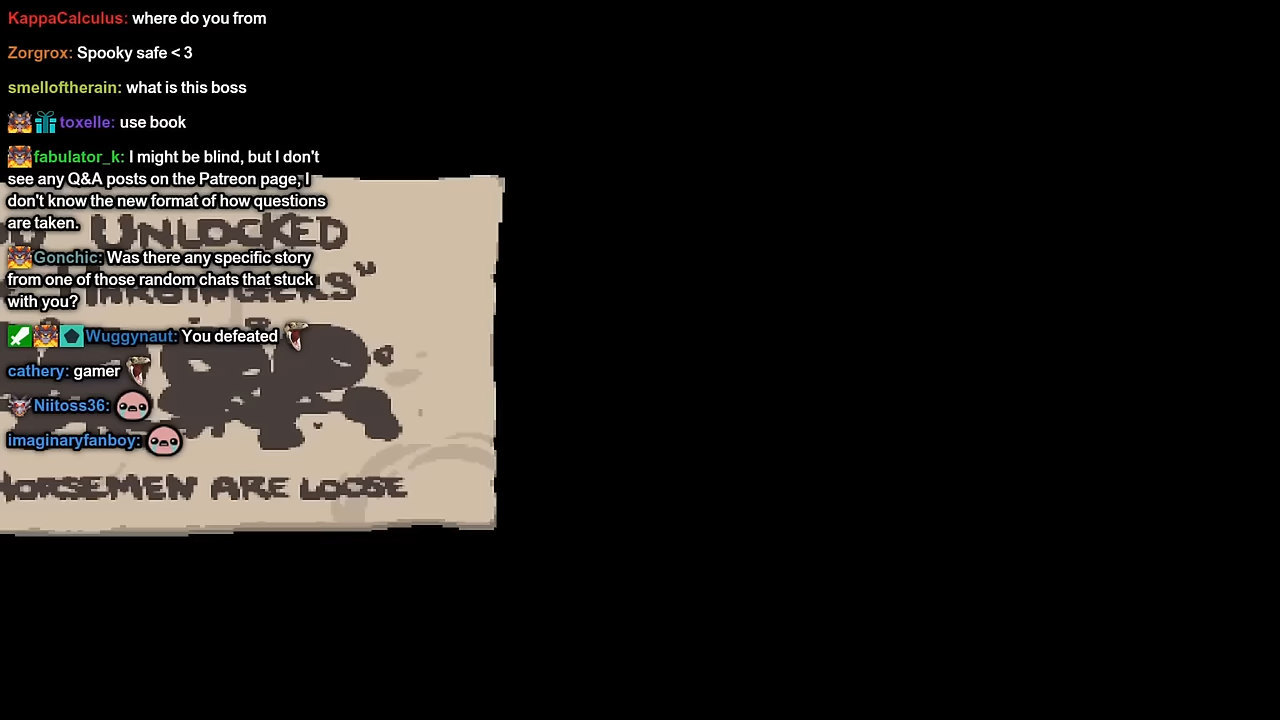 KappaCalculus: where do you from
Zorgrox: Spooky safe < 3
smelloftherain: what is this boss
toxelle: use book
fabulator_k: I might be blind, but I don't
see any Q&A posts on the Patreon page, I
don't know the new format of how questions
are taken.
UNLOCKED
Gonchic: Was there any specific story
from one of those random chats that stuck
with you?
HARBINGERS"
Wuggynaut: You defeated
cathery: gamer
Niitoss36:
imaginaryfanboy:
HORSEMEN ARE LOOSE